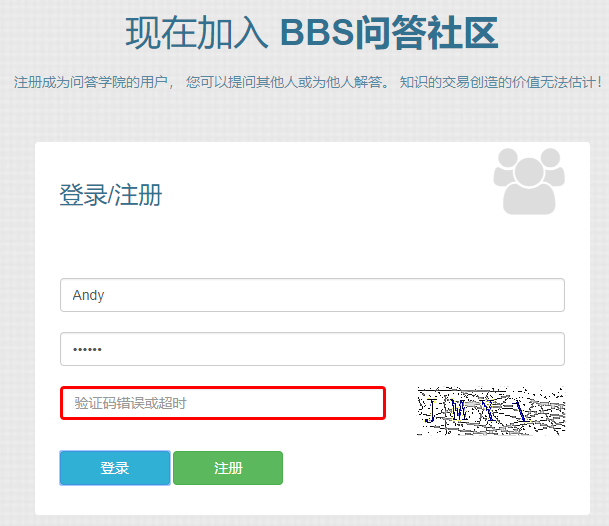 现在加入 BBS问答社区
注册成为问答学院的用户， 您可以提问其他人或为他人解答。 知识的交易创造的价值无法估计！
登录/注册
Andy
••••••
验证码错误或超时
登录
注册